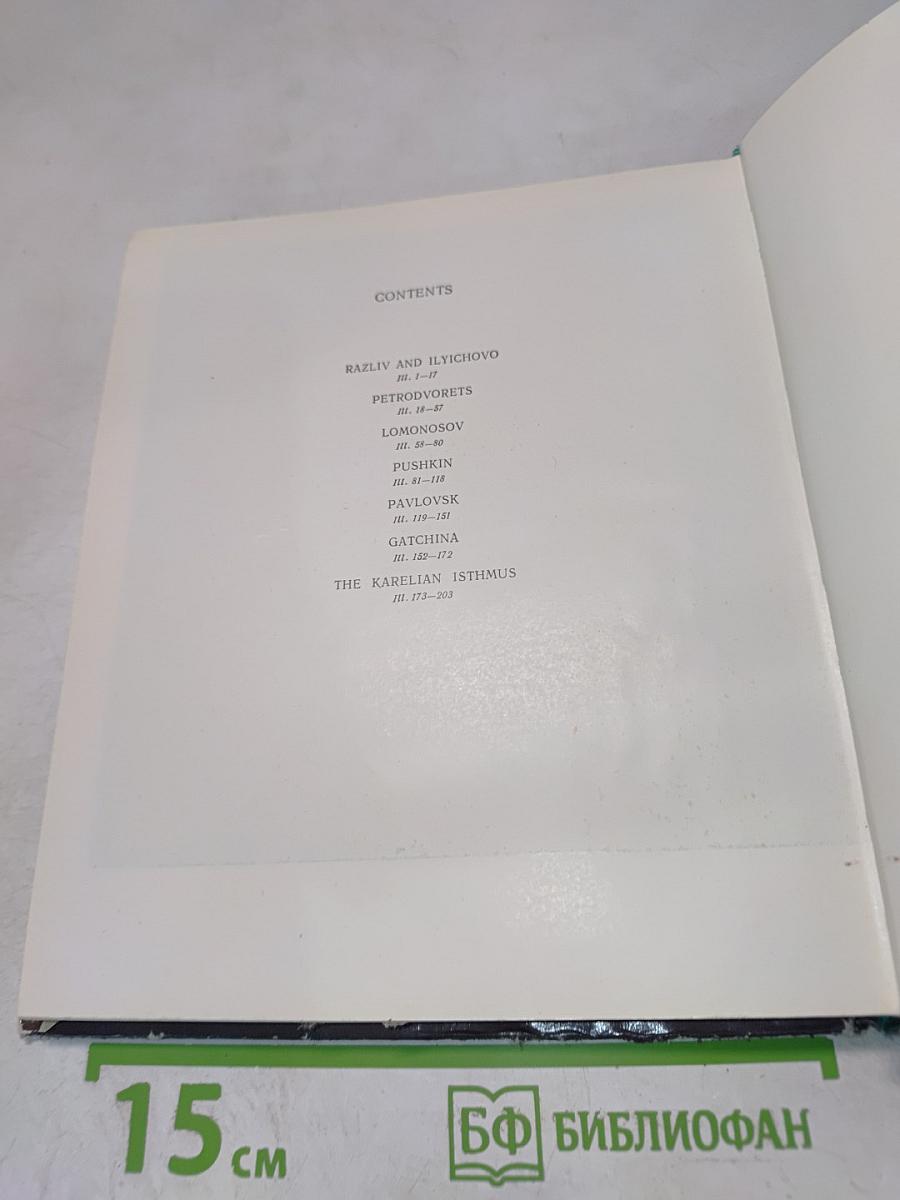 CONTENTS
RAZLIV AND ILYICHOVO
Ill. 1—17
PETRODVORETS
Ill. 18—57
LOMONOSOV
Ill. 58—80
PUSHKIN
Ill. 81—118
PAVLOVSK
Ill. 119—151
GATCHINA
Ill. 152—172
THE KARELIAN ISTHMUS
Ill. 173—203
15 см
БФ БИБЛИОФАН